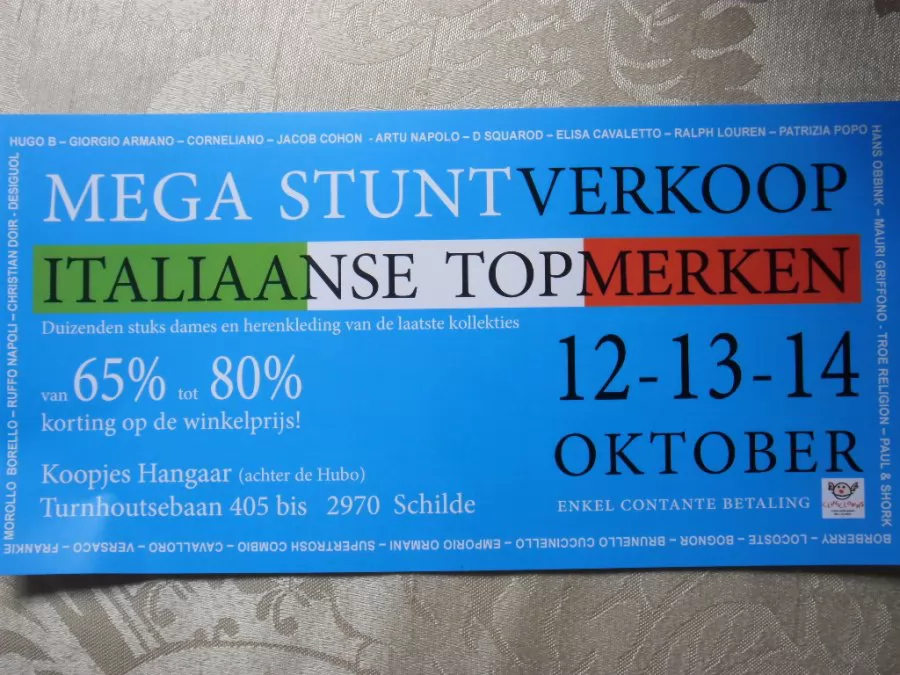 HUGO B – GIORGIO ARMANO – CORNELIANO – JACOB COHON - ARTU NAPOLO – D SQUAROD – ELISA CAVALETTO – RALPH LOUREN – PATRIZIA POPO
HANS OBBINK – MAURI GRIFFONO - TROE RELIGION – PAUL & SHORK
MEGA STUNTVERKOOP
ITALIAANSE TOPMERKEN
Duizenden stuks dames en herenkleding van de laatste kollekties
van 65% tot 80%
korting op de winkelprijs!
12-13-14
OKTOBER
Koopjes Hangaar (achter de Hubo)
Turnhoutsebaan 405 bis 2970 Schilde
ENKEL CONTANTE BETALING
BORBERRY – LOCOSTE – BOGNOR – BRUNELLO CUCCINELLO – EMPORIO ORMANI – SUPERTROSH COMBIO – CAVALLORO – VERSACO – FRANKIE
MOROLLO BORELLO – RUFFO NAPOLI – CHRISTIAN DOIR - DESIGUOL